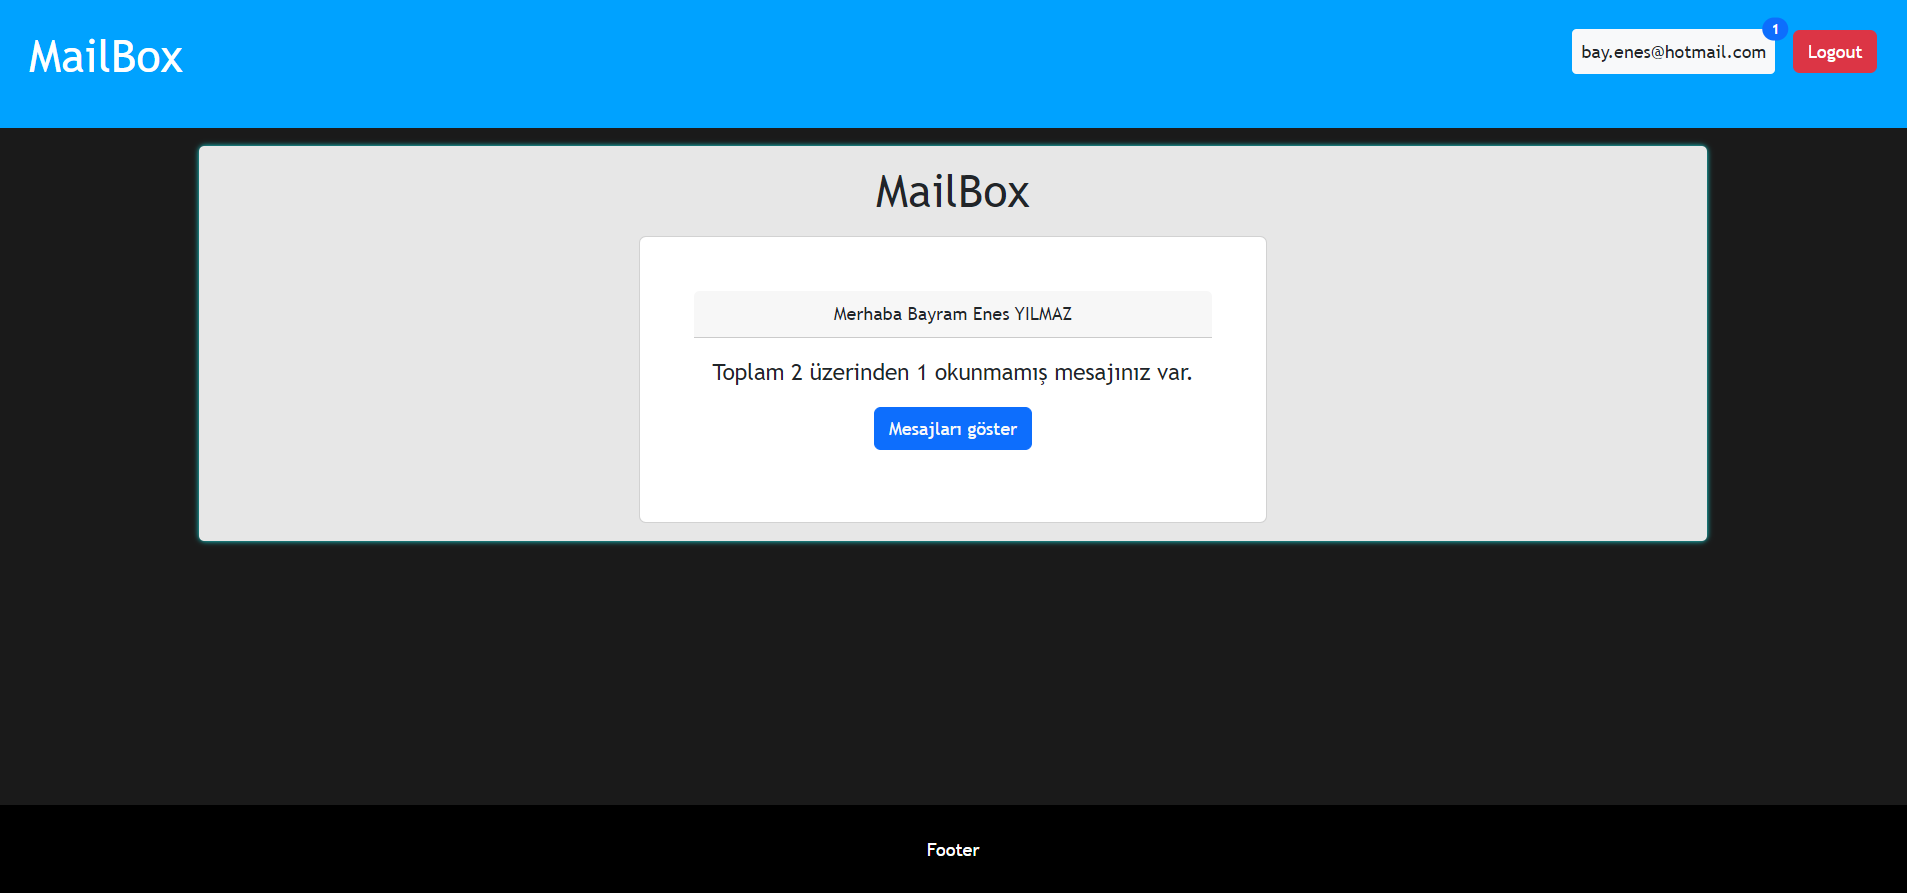 MailBox
1
bay.enes@hotmail.com
Logout
MailBox
Merhaba Bayram Enes YILMAZ
Toplam 2 üzerinden 1 okunmamış mesajınız var.
Mesajları göster
Footer